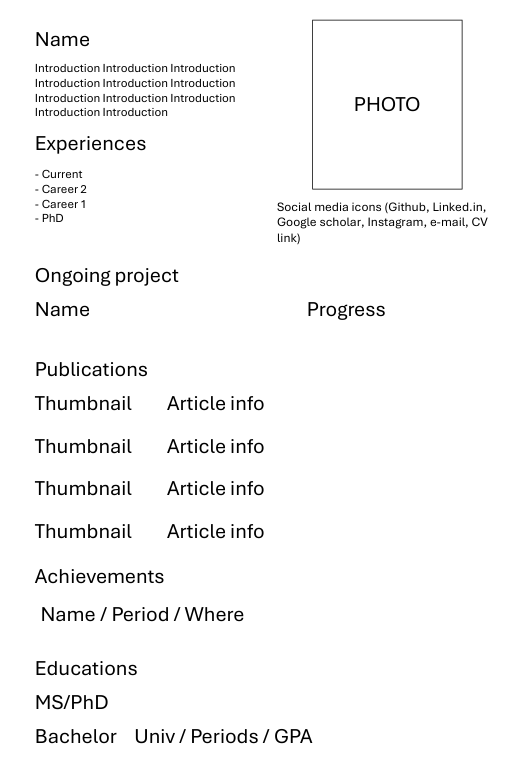 Name
Introduction Introduction Introduction
Introduction Introduction Introduction
Introduction Introduction Introduction
Introduction Introduction
PHOTO
Experiences
- Current
- Career 2
- Career 1
- PhD
Social media icons (Github, Linked.in,
Google scholar, Instagram, e-mail, CV
link)
Ongoing project
Name Progress
Publications
Thumbnail Article info
Thumbnail Article info
Thumbnail Article info
Thumbnail Article info
Achievements
Name / Period / Where
Educations
MS/PhD
Bachelor Univ / Periods / GPA